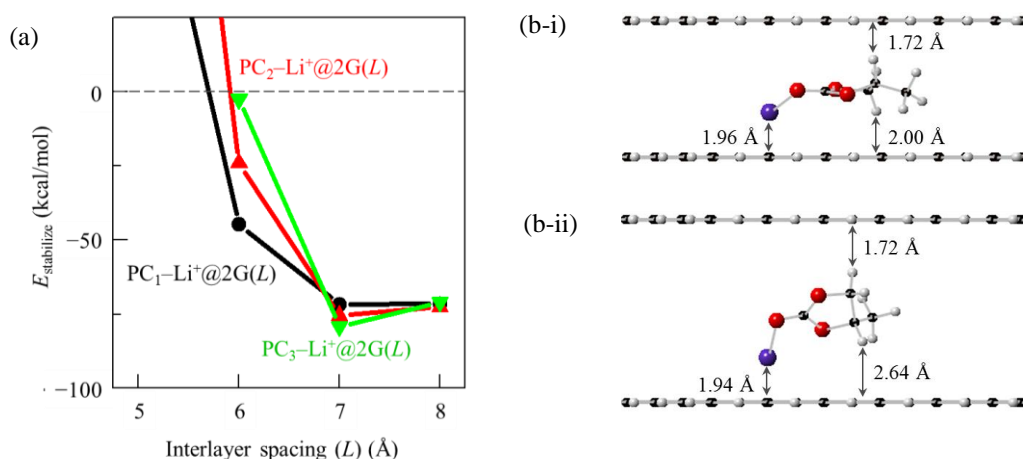 (a)
E_stabilize (kcal/mol)
0
−50
−100
PC₂–Li⁺@2G(L)
PC₁–Li⁺@2G(L)
PC₃–Li⁺@2G(L)
5 6 7 8
Interlayer spacing (L) (Å)
(b-i)
1.72 Å
1.96 Å
2.00 Å
(b-ii)
1.72 Å
1.94 Å
2.64 Å